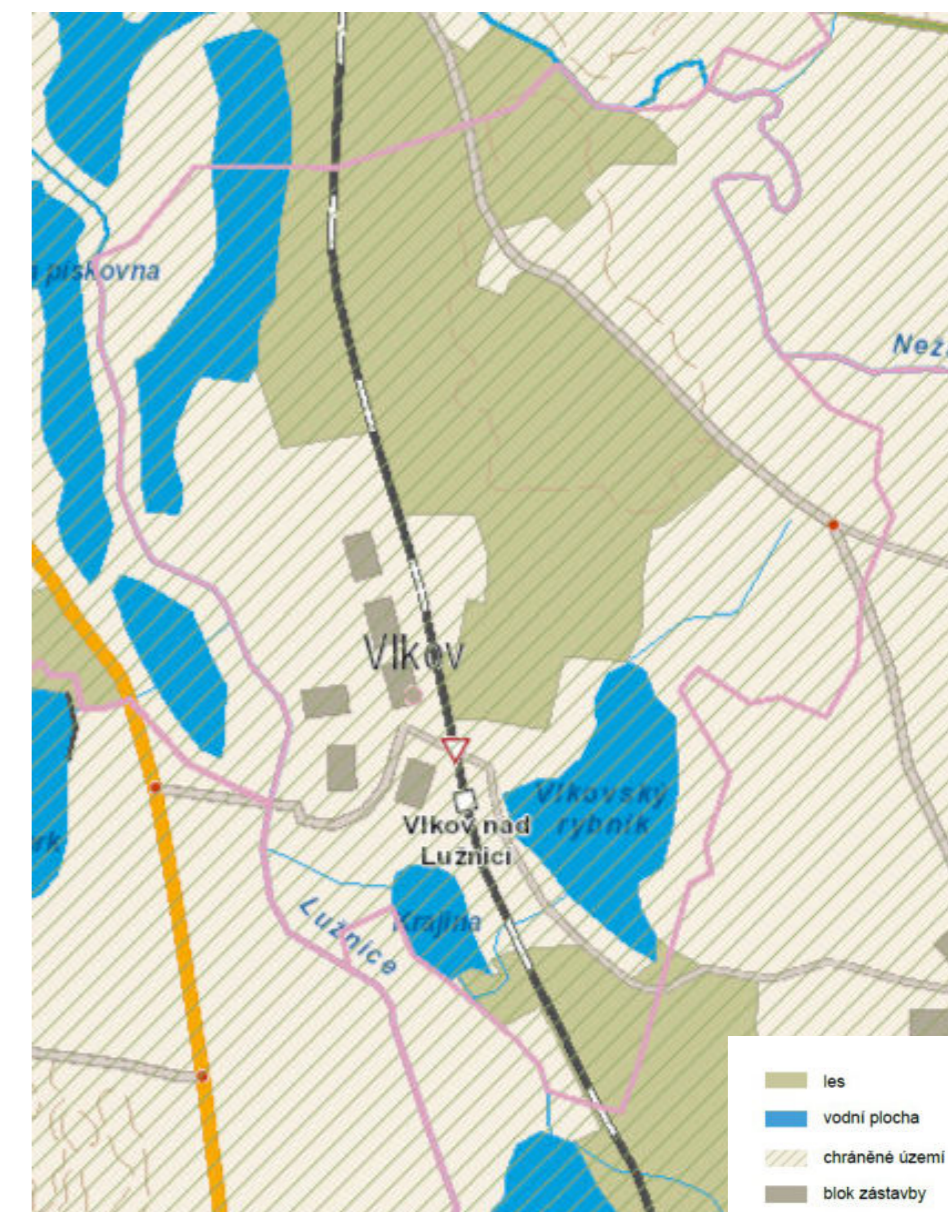 pískovna
Než
Vlkov
Vlkovský
rybník
Vlkov nad
Lužnicí
Krajina
Lužnice
les
vodní plocha
chráněné území
blok zástavby